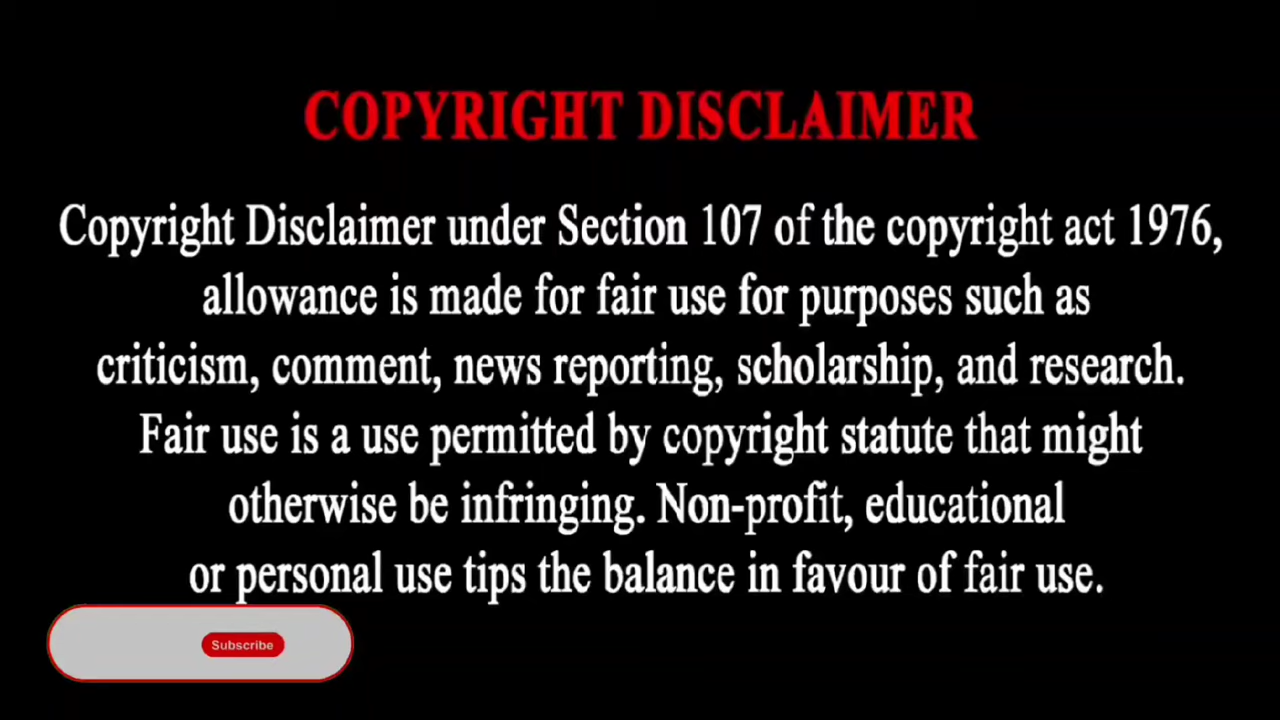 COPYRIGHT DISCLAIMER
Copyright Disclaimer under Section 107 of the copyright act 1976,
allowance is made for fair use for purposes such as
criticism, comment, news reporting, scholarship, and research.
Fair use is a use permitted by copyright statute that might
otherwise be infringing. Non-profit, educational
or personal use tips the balance in favour of fair use.
Subscribe